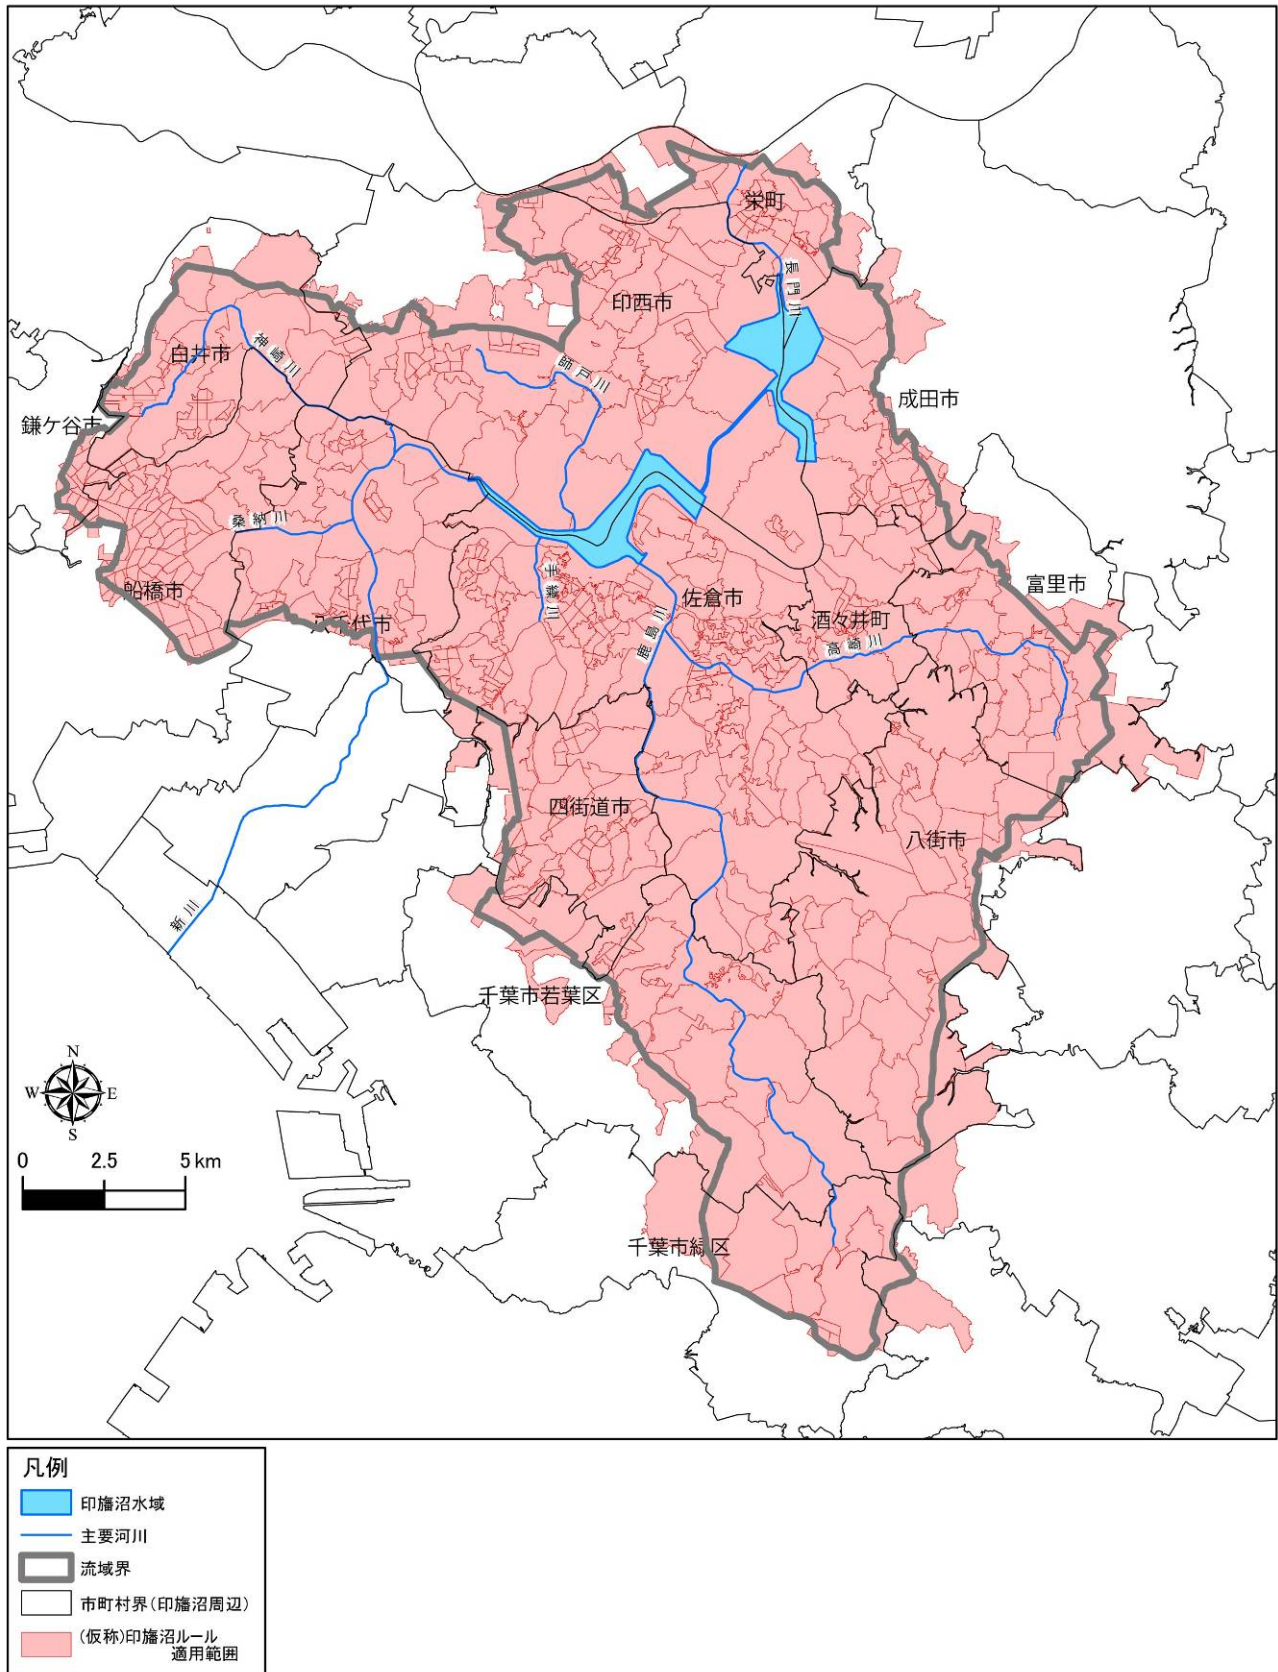 栄町
長門川
印西市
白井市
神崎川
師戸川
成田市
鎌ケ谷市
桑納川
船橋市
手繰川
佐倉市
富里市
酒々井町
八千代市
鹿島川
高崎川
四街道市
八街市
新川
千葉市若葉区
N
W E
S
0 2.5 5km
千葉市緑区
凡例
印旛沼水域
主要河川
流域界
市町村界(印旛沼周辺)
(仮称)印旛沼ルール
適用範囲